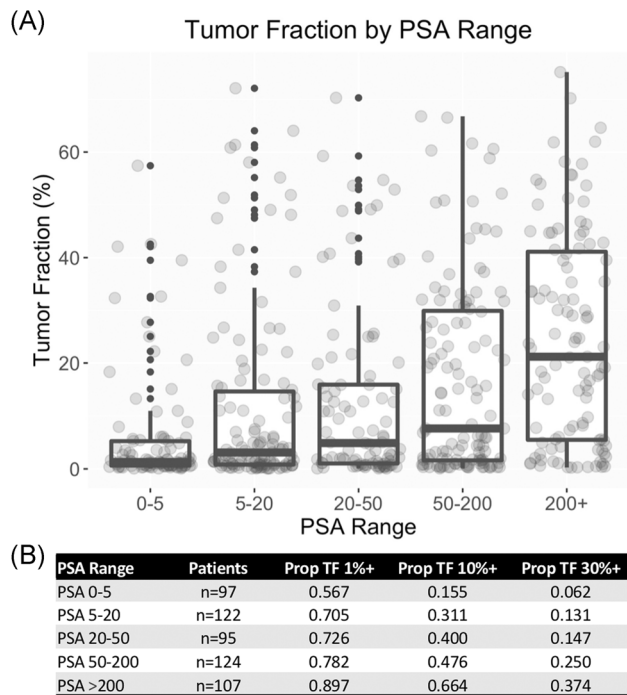 (A)
Tumor Fraction by PSA Range
Tumor Fraction (%)
60
40
20
0
0-5 5-20 20-50 50-200 200+
PSA Range
(B)
PSA Range Patients Prop TF 1%+ Prop TF 10%+ Prop TF 30%+
PSA 0-5 n=97 0.567 0.155 0.062
PSA 5-20 n=122 0.705 0.311 0.131
PSA 20-50 n=95 0.726 0.400 0.147
PSA 50-200 n=124 0.782 0.476 0.250
PSA >200 n=107 0.897 0.664 0.374